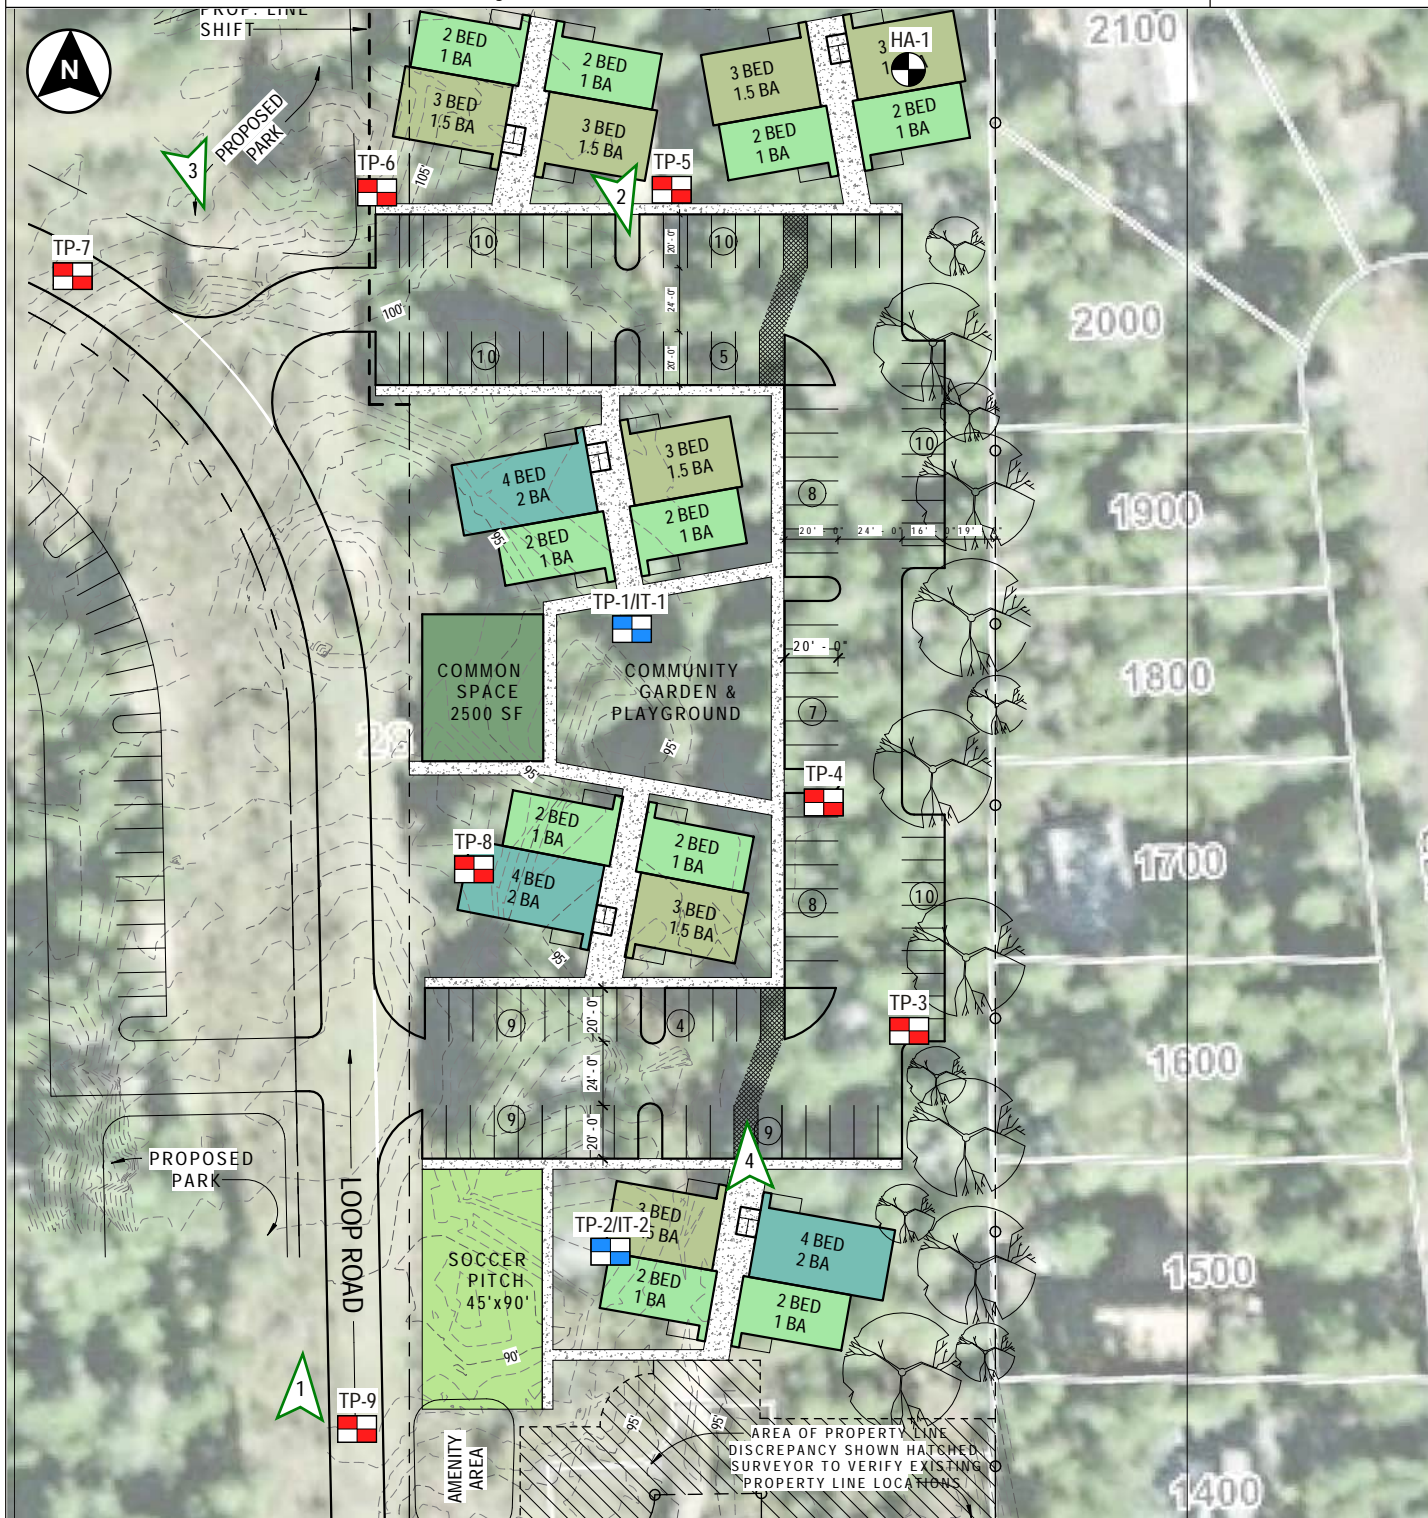 PROP. LINE
SHIFT
N
2 BED
1 BA
2 BED
1 BA
3 BED
1.5 BA
3 BED
1.5 BA
3 BED
1.5 BA
HA-1
3
1
2 BED
1 BA
2 BED
1 BA
2100
PROPOSED
PARK
3
TP-6
105'
2
TP-5
TP-7
10
10
20'-0"
24'-0"
20'-0"
100'
10
5
2000
4 BED
2 BA
3 BED
1.5 BA
2 BED
1 BA
2 BED
1 BA
95'
8
10
1900
20' - 0"
24' - 0"
16' - 0"
19'
TP-1/IT-1
COMMON
SPACE
2500 SF
COMMUNITY
GARDEN &
PLAYGROUND
20' - 0"
7
1800
95'
95'
TP-4
2 BED
1 BA
2 BED
1 BA
TP-8
4 BED
2 BA
3 BED
1.5 BA
8
10
1700
95'
TP-3
9
4
20'-0"
24'-0"
20'-0"
9
9
1600
PROPOSED
PARK
LOOP ROAD
4
3 BED
5 BA
TP-2/IT-2
4 BED
2 BA
2 BED
1 BA
2 BED
1 BA
SOCCER
PITCH
45'x90'
90'
1500
1
TP-9
AMENITY
AREA
95'
95'
AREA OF PROPERTY LINE
DISCREPANCY SHOWN HATCHED
SURVEYOR TO VERIFY EXISTING
PROPERTY LINE LOCATIONS
1400